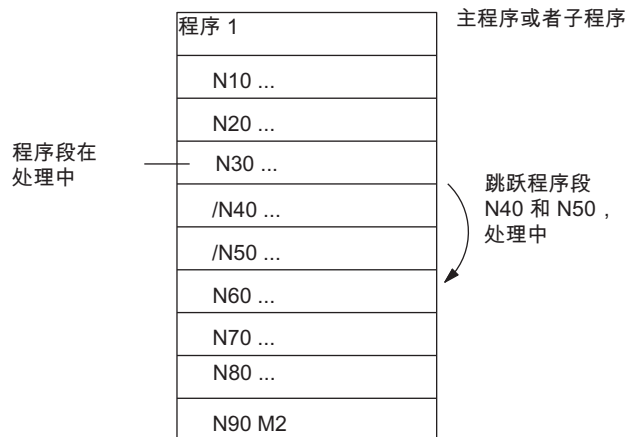 程序 1
主程序或者子程序
N10 ...
N20 ...
程序段在
处理中
N30 ...
/N40 ...
跳跃程序段
N40 和 N50，
处理中
/N50 ...
N60 ...
N70 ...
N80 ...
N90 M2